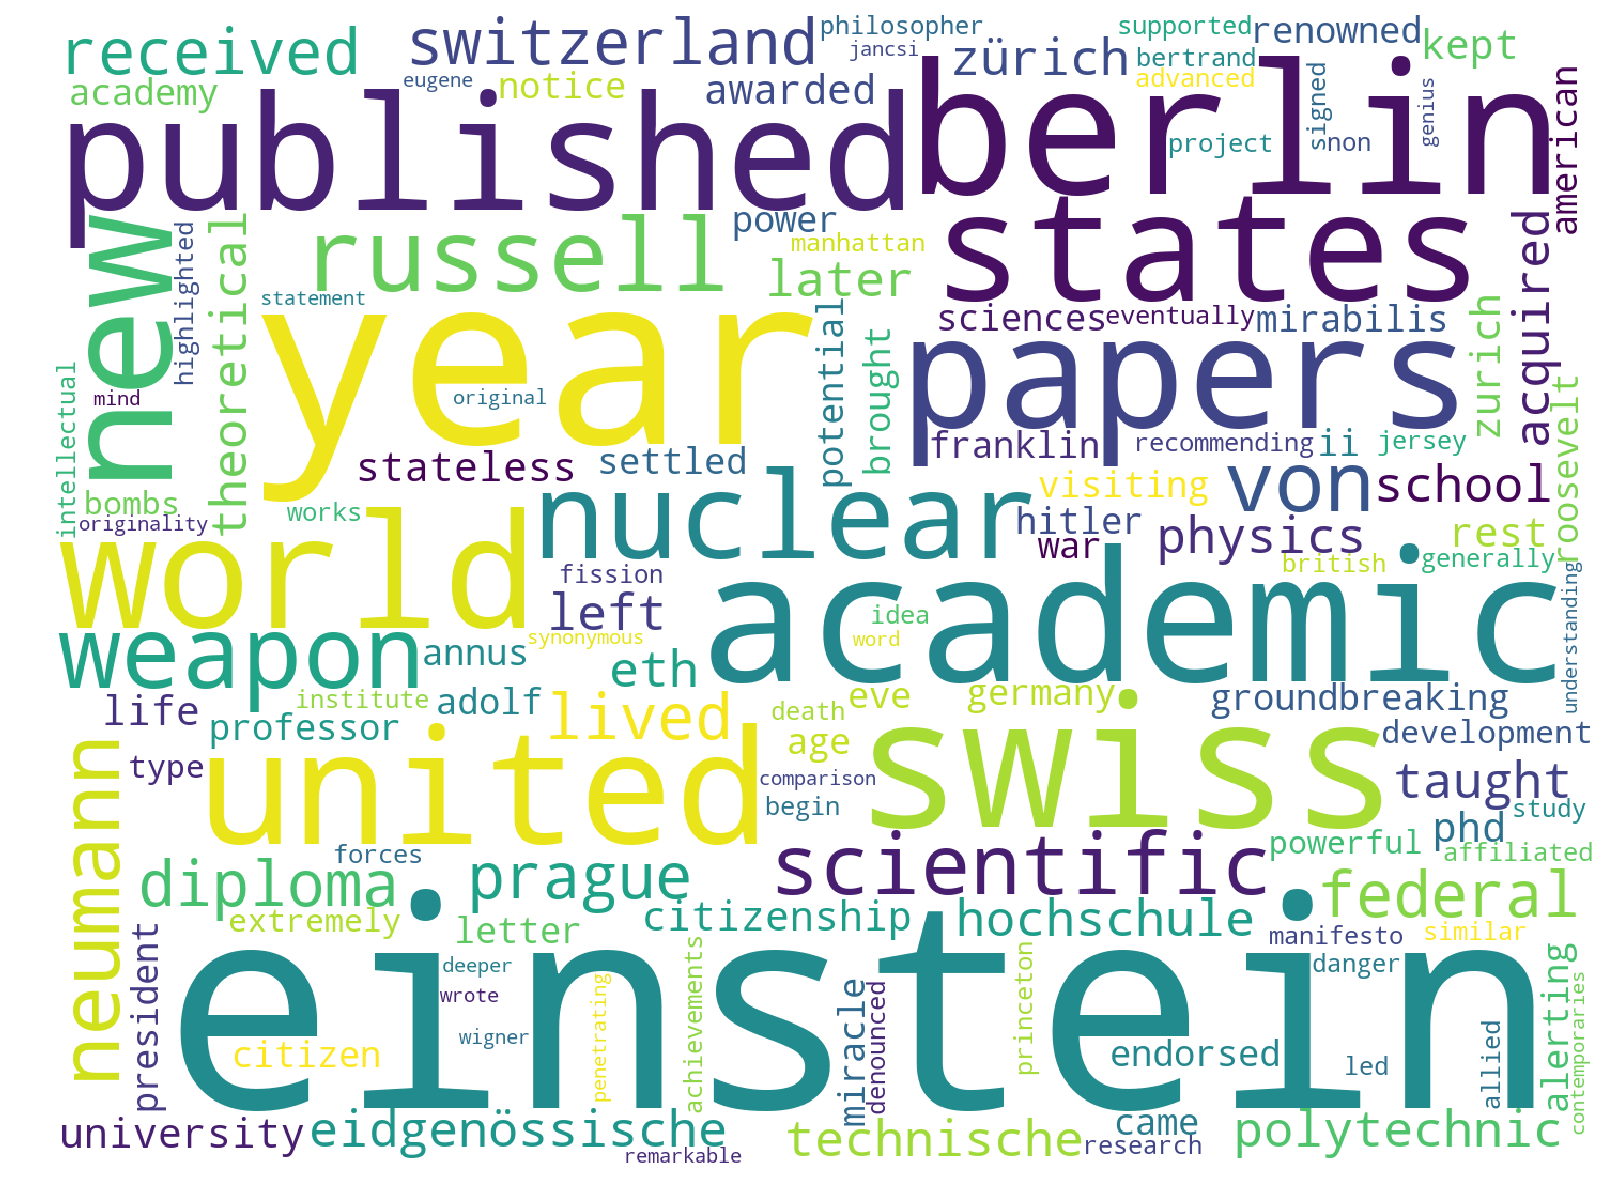 received
switzerland
philosopher
jancsi
supported
renowned
kept
academy
eugene
notice
awarded
zürich
bertrand
advanced
published
berlin
project
signed
non
genius
american
new
highlighted
theoretical
russell
power
manhattan
later
states
acquired
statement
year
potential
brought
sciences
eventually
mirabilis
zurich
roosevelt
intellectual
mind
original
papers
stateless
settled
franklin
recommending
ii
jersey
bombs
originality
works
nuclear
visiting
von
school
hitler
war
physics
rest
world
fission
left
british
generally
understanding
academic
idea
word
synonymous
weapon
annus
eth
life
institute
adolf
professor
lived
death
eve
germany
groundbreaking
age
development
type
united
comparison
begin
swiss
taught
study
phd
neumann
forces
diploma
prague
scientific
powerful
affiliated
federal
extremely
letter
citizenship
hochschule
manifesto
similar
president
deeper
wrote
wigner
penetrating
achievements
einstein
miracle
denounced
princeton
danger
endorsed
led
allied
alerting
contemporaries
citizen
university
eidgenössische
remarkable
technische
came
research
polytechnic